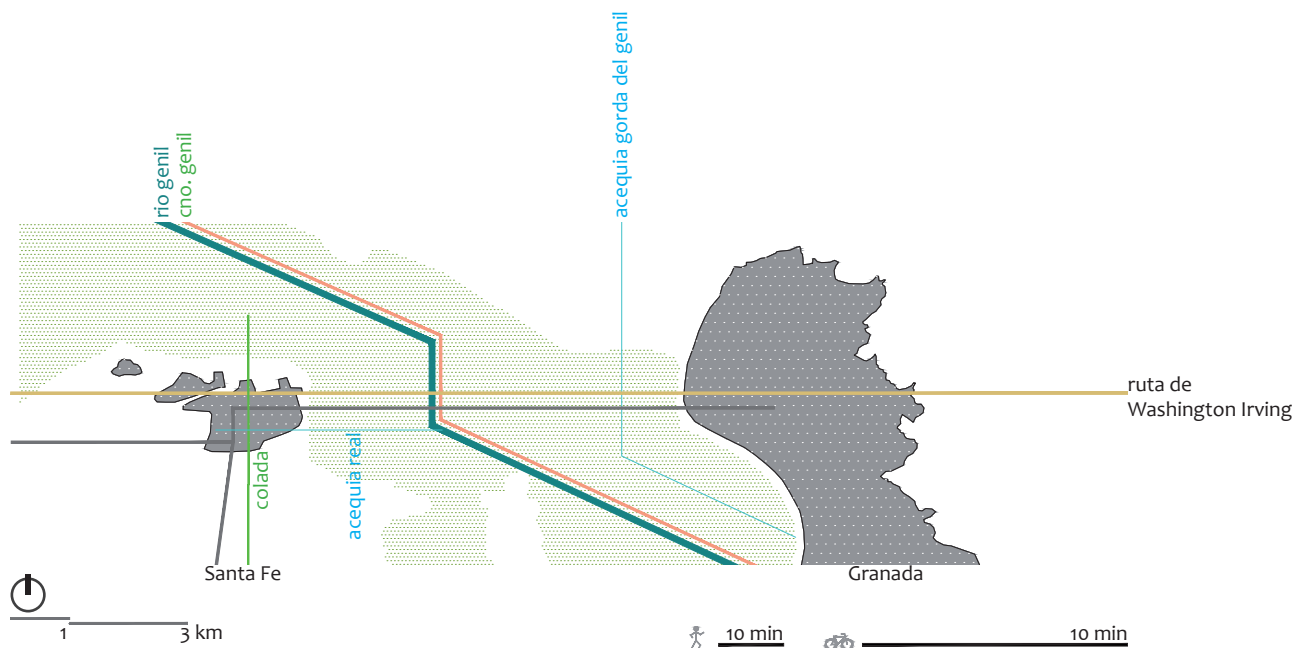 acequia gorda del genil
rio genil
cno. genil
ruta de
Washington Irving
colada
acequia real
Santa Fe
Granada
1
3 km
10 min
10 min